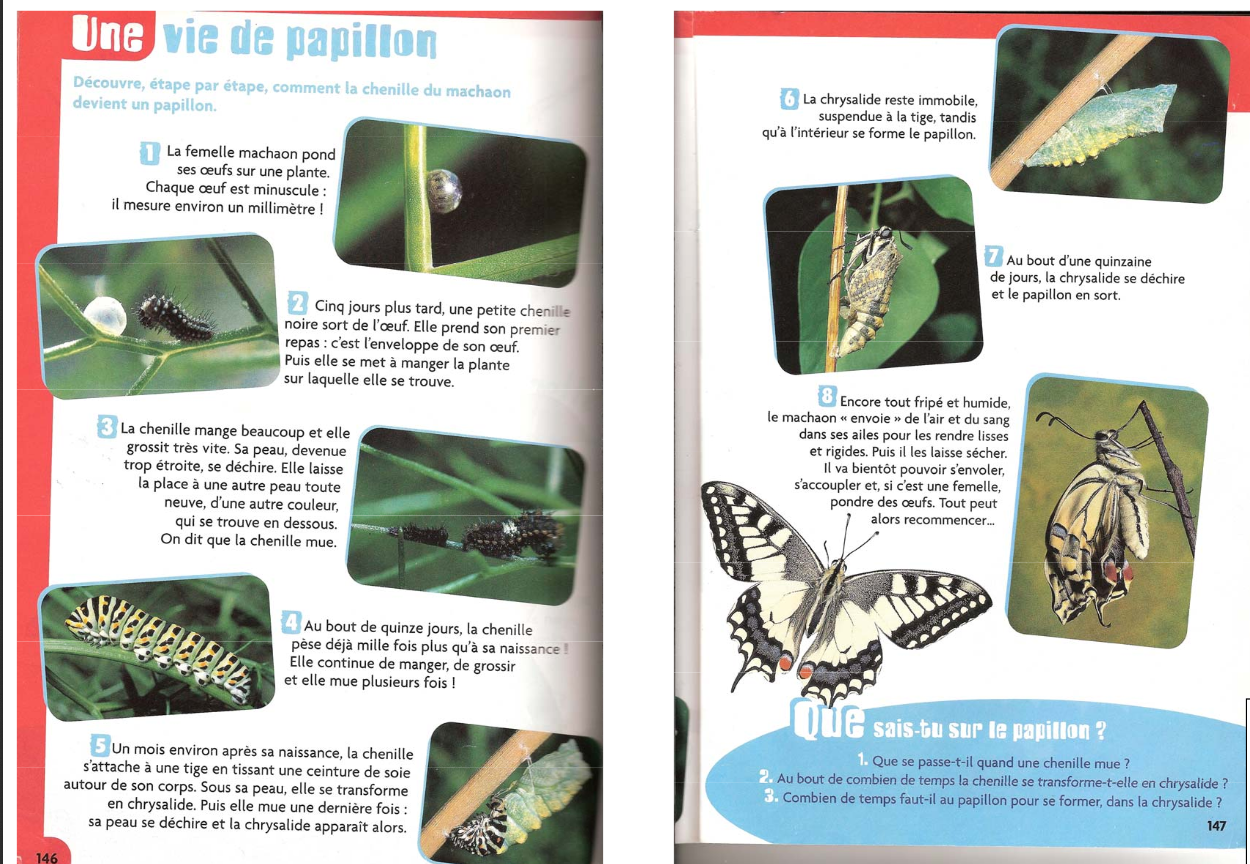 Une vie de papillon
Découvre, étape par étape, comment la chenille du machaon
devient un papillon.
1 La femelle machaon pond
ses œufs sur une plante.
Chaque œuf est minuscule :
il mesure environ un millimètre !
2 Cinq jours plus tard, une petite chenille
noire sort de l'œuf. Elle prend son premier
repas : c'est l'enveloppe de son œuf.
Puis elle se met à manger la plante
sur laquelle elle se trouve.
3 La chenille mange beaucoup et elle
grossit très vite. Sa peau, devenue
trop étroite, se déchire. Elle laisse
la place à une autre peau toute
neuve, d'une autre couleur,
qui se trouve en dessous.
On dit que la chenille mue.
4 Au bout de quinze jours, la chenille
pèse déjà mille fois plus qu'à sa naissance !
Elle continue de manger, de grossir
et elle mue plusieurs fois !
5 Un mois environ après sa naissance, la chenille
s'attache à une tige en tissant une ceinture de soie
autour de son corps. Sous sa peau, elle se transforme
en chrysalide. Puis elle mue une dernière fois :
sa peau se déchire et la chrysalide apparaît alors.
146
6 La chrysalide reste immobile,
suspendue à la tige, tandis
qu'à l'intérieur se forme le papillon.
7 Au bout d'une quinzaine
de jours, la chrysalide se déchire
et le papillon en sort.
8 Encore tout fripé et humide,
le machaon « envoie » de l'air et du sang
dans ses ailes pour les rendre lisses
et rigides. Puis il les laisse sécher.
Il va bientôt pouvoir s'envoler,
s'accoupler et, si c'est une femelle,
pondre des œufs. Tout peut
alors recommencer...
Que sais-tu sur le papillon ?
1. Que se passe-t-il quand une chenille mue ?
2. Au bout de combien de temps la chenille se transforme-t-elle en chrysalide ?
3. Combien de temps faut-il au papillon pour se former, dans la chrysalide ?
147